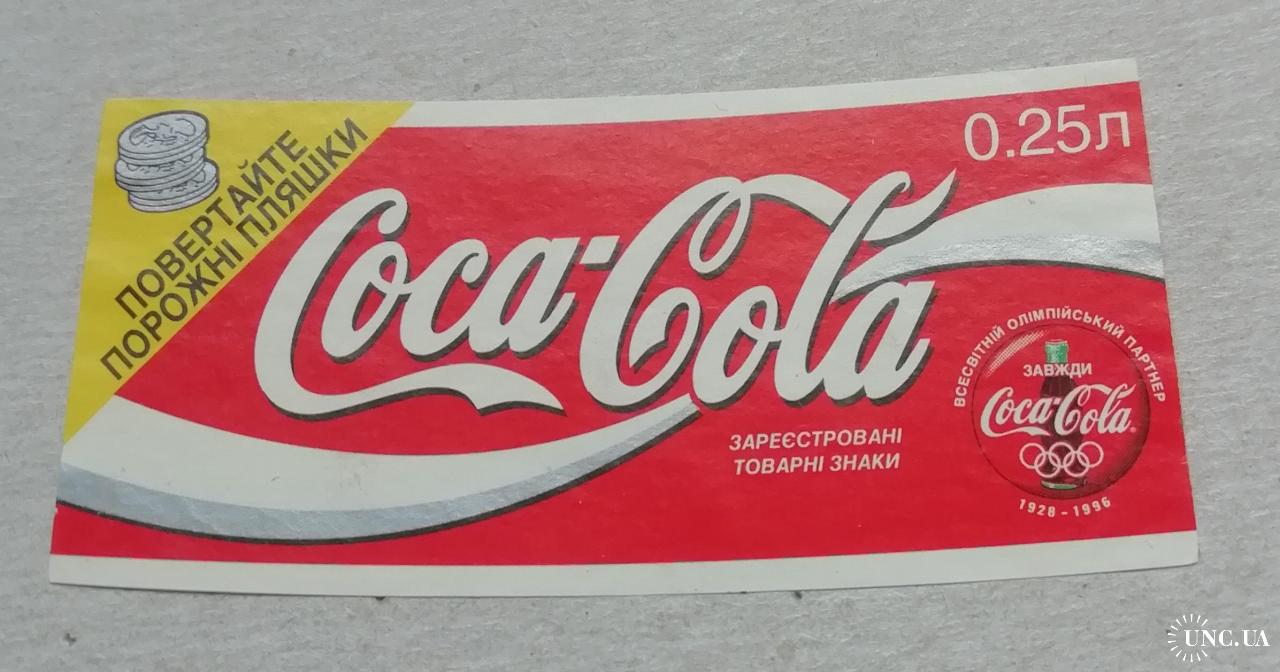 ПОВЕРТАЙТЕ
ПОРОЖНІ ПЛЯШКИ
0.25л
Coca-Cola
ЗАРЕЄСТРОВАНІ
ТОВАРНІ ЗНАКИ
ВСЕСВІТНІЙ ОЛІМПІЙСЬКИЙ ПАРТНЕР
ЗАВЖДИ
Coca-Cola
1928 - 1996
UNC.UA